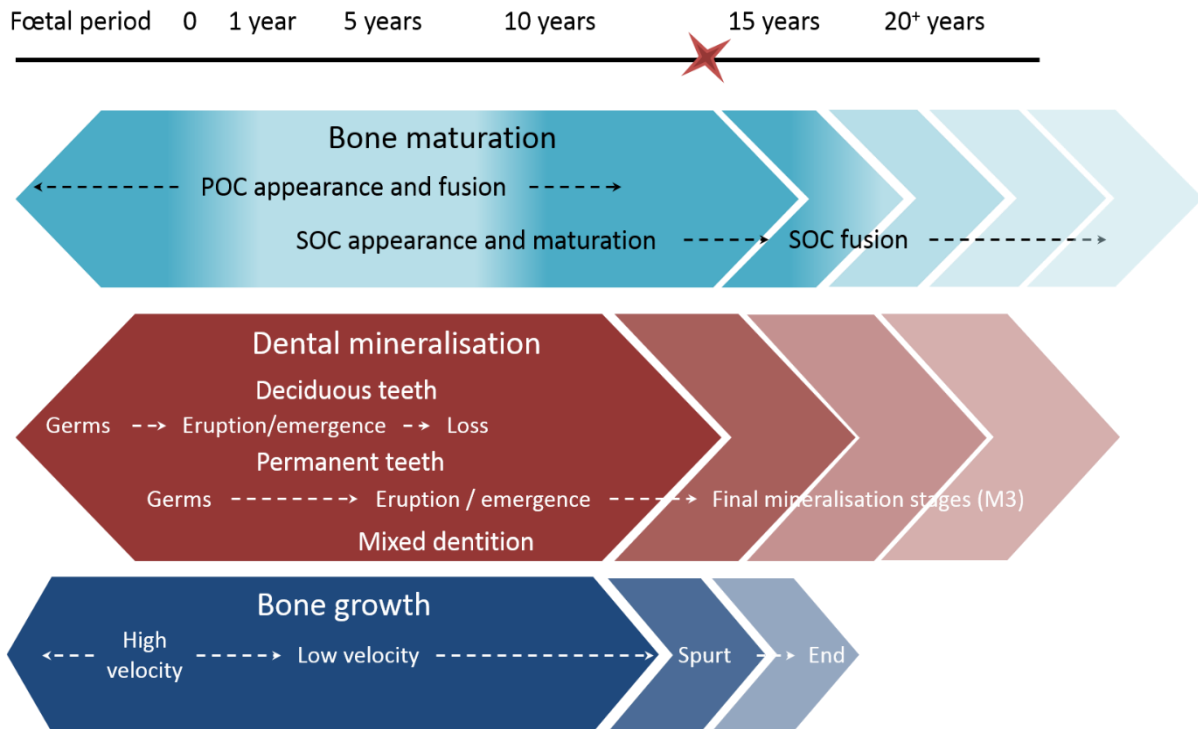 Fœtal period 0 1 year 5 years 10 years 15 years 20⁺ years
Bone maturation
POC appearance and fusion
SOC appearance and maturation SOC fusion
Dental mineralisation
Deciduous teeth
Germs Eruption/emergence Loss
Permanent teeth
Germs Eruption / emergence Final mineralisation stages (M3)
Mixed dentition
Bone growth
High velocity Low velocity Spurt End